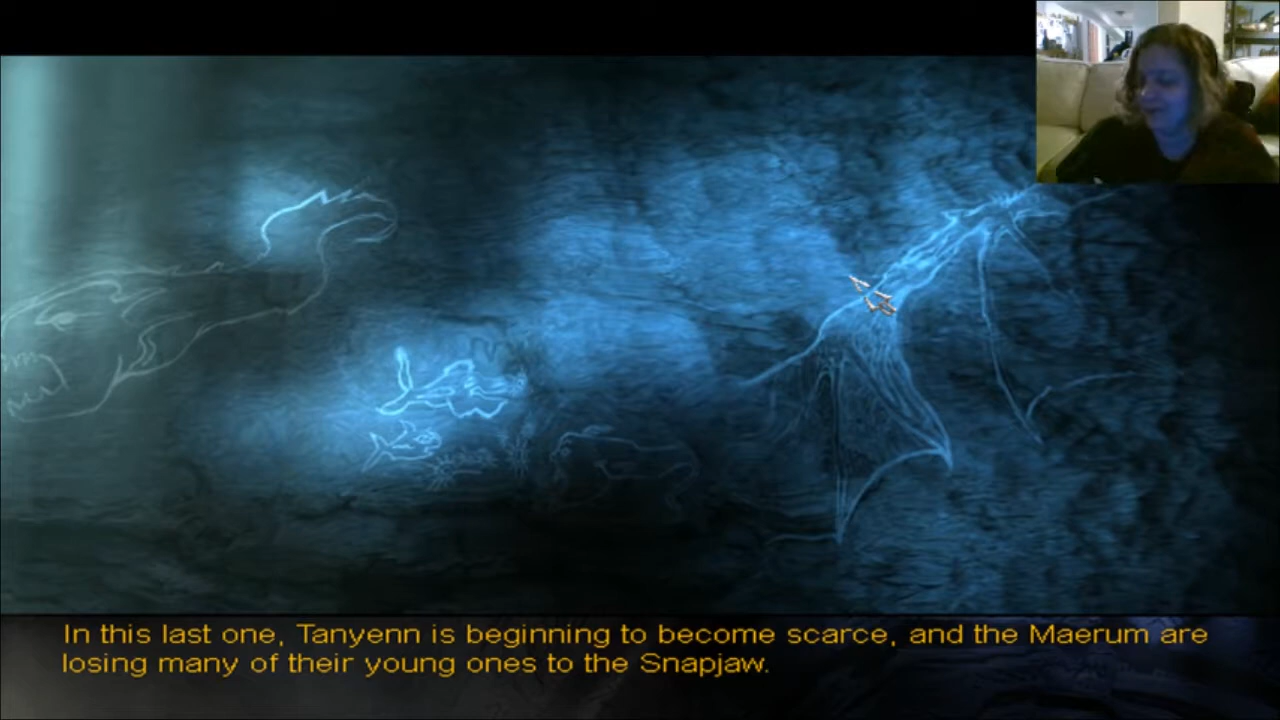 In this last one, Tanyenn is beginning to become scarce, and the Maerum are
losing many of their young ones to the Snapjaw.